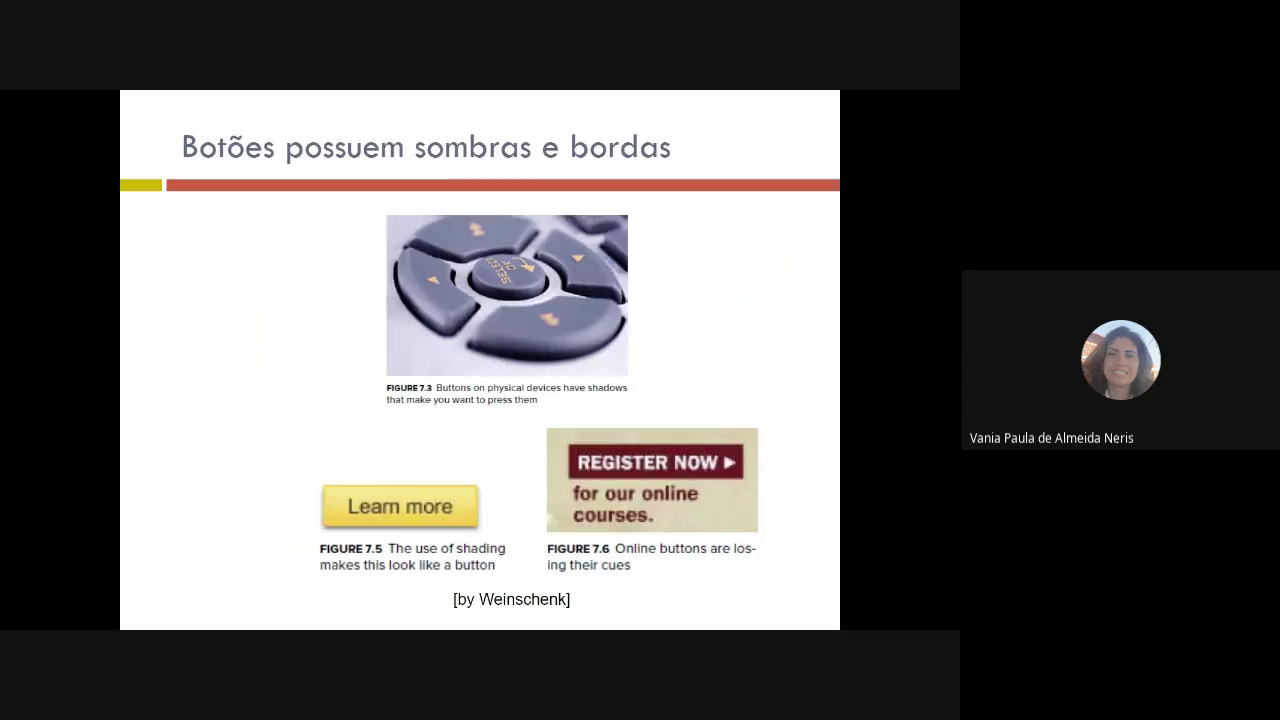 Botões possuem sombras e bordas
SELECT
OK
FIGURE 7.3 Buttons on physical devices have shadows
that make you want to press them
REGISTER NOW ►
for our online
courses.
Learn more
FIGURE 7.5 The use of shading
makes this look like a button
FIGURE 7.6 Online buttons are los-
ing their cues
[by Weinschenk]
Vania Paula de Almeida Neris